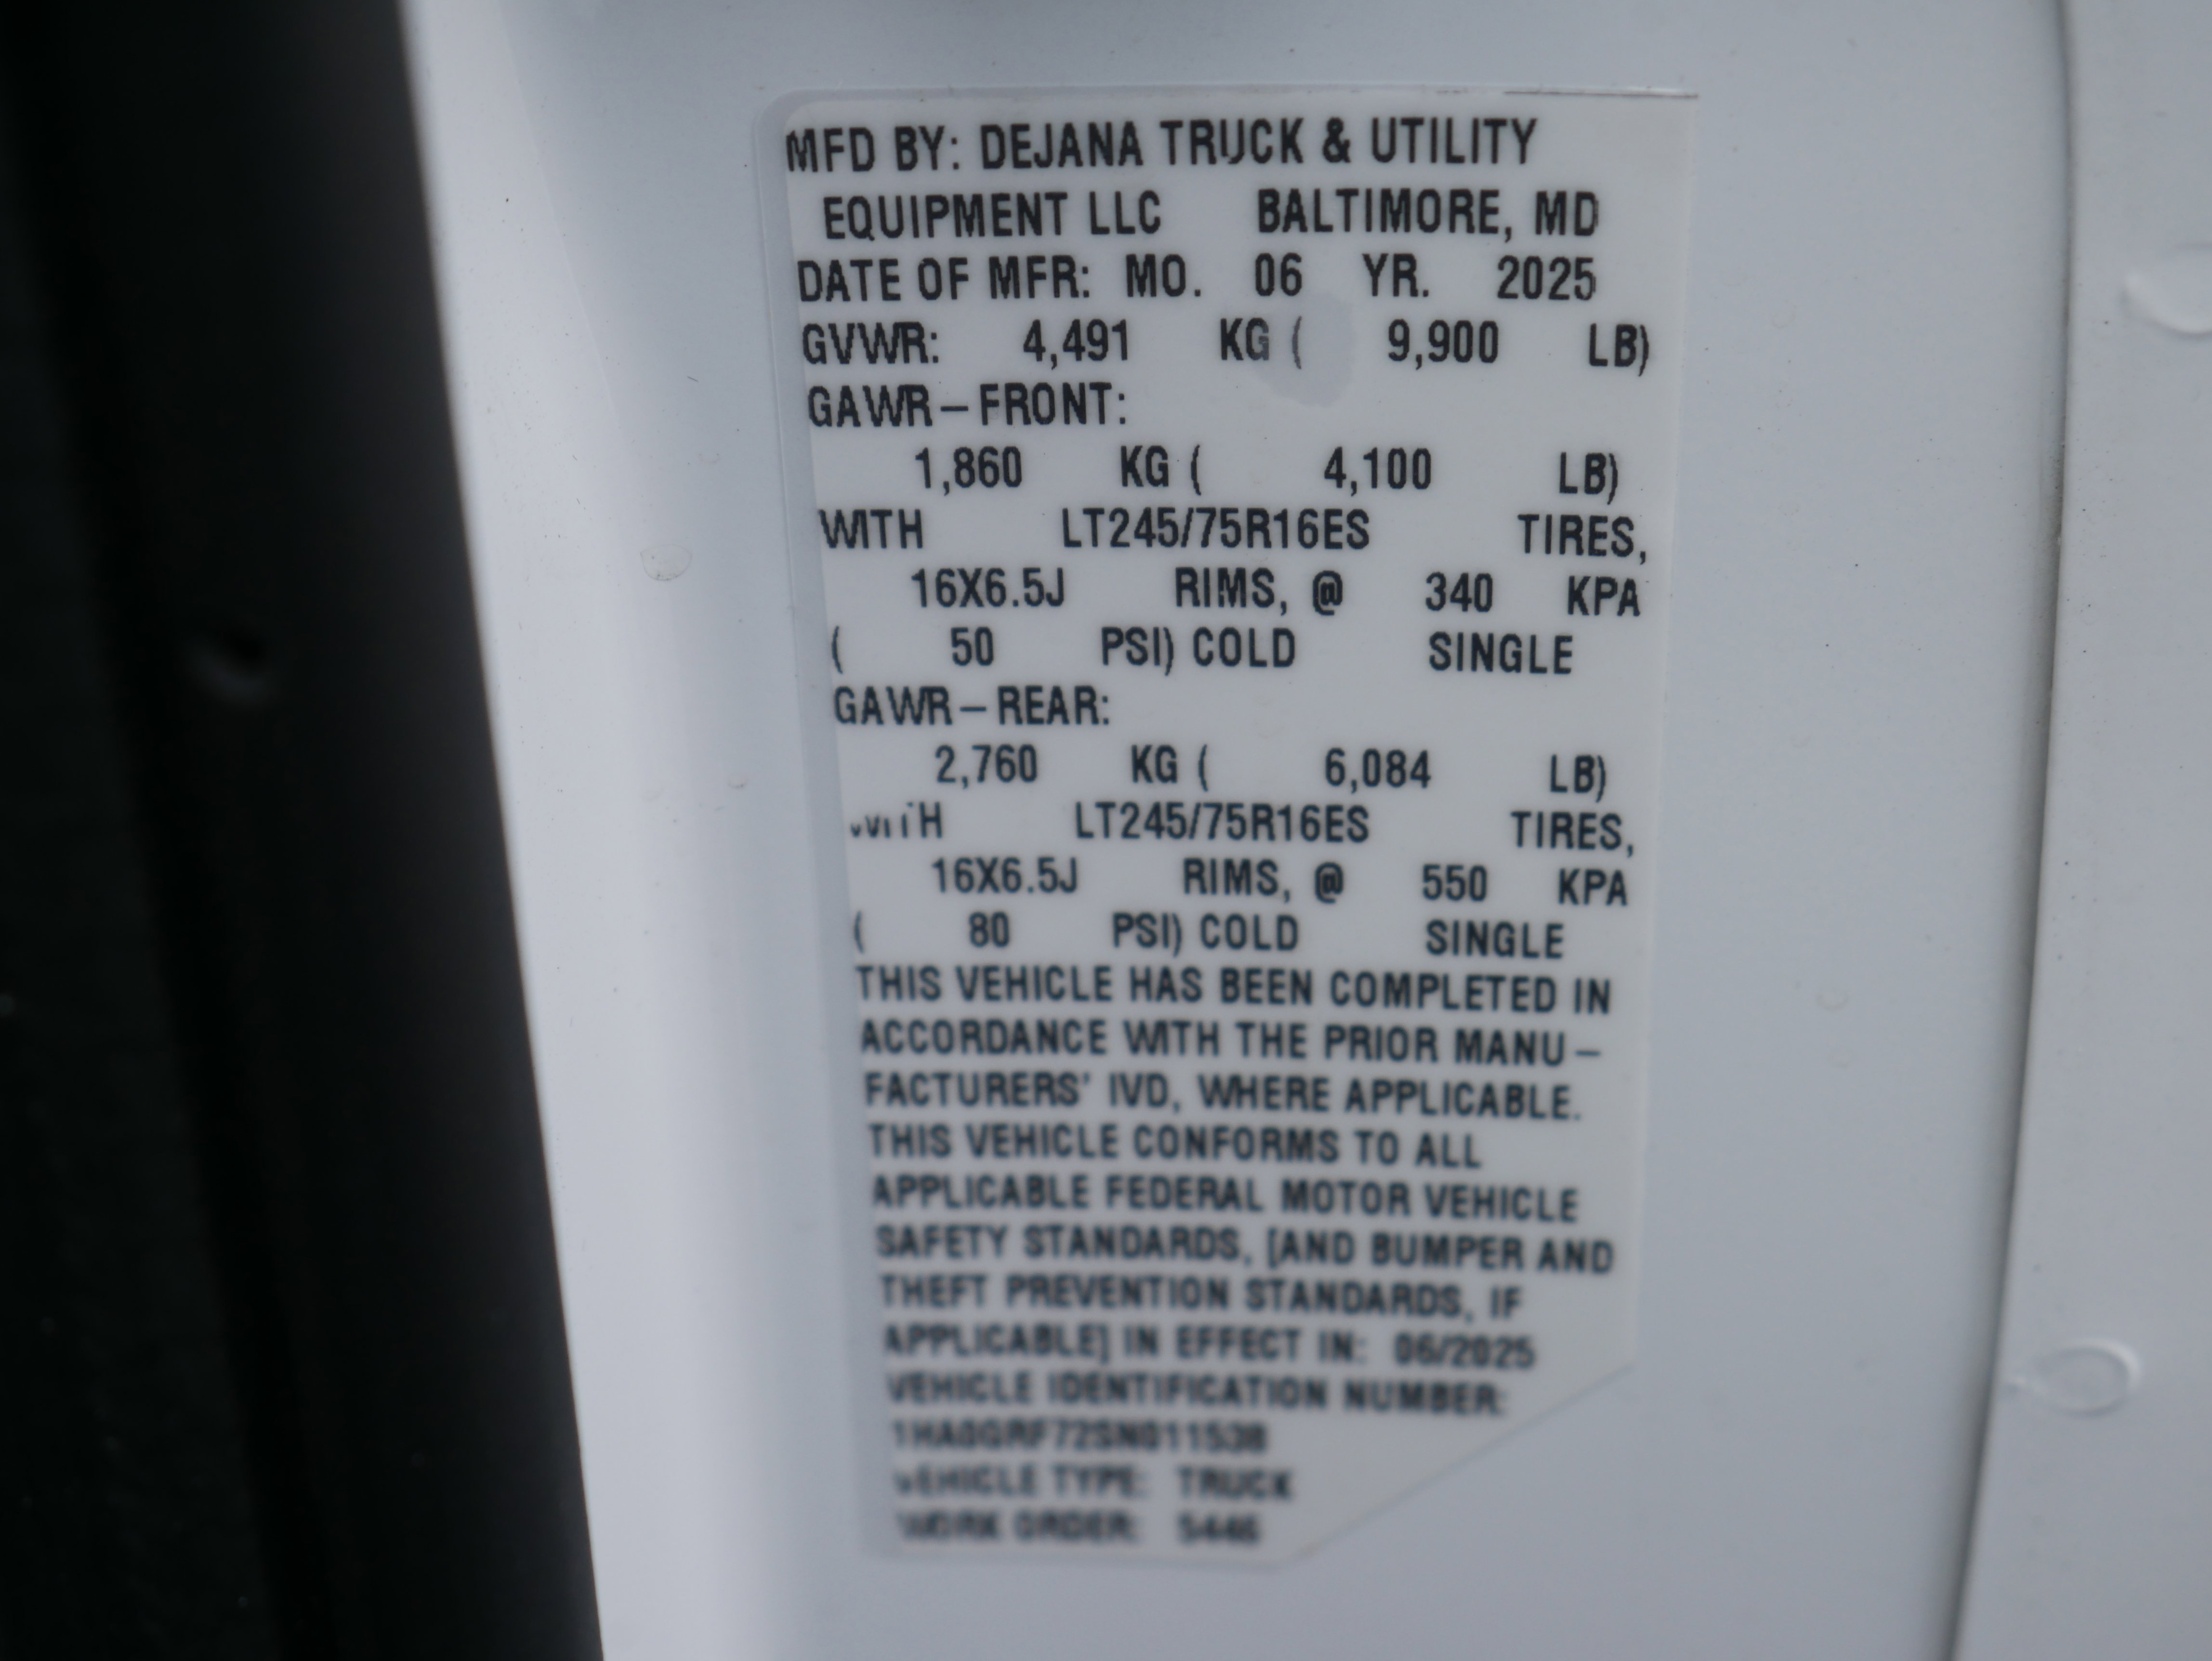 MFD BY: DEJANA TRUCK & UTILITY
EQUIPMENT LLC BALTIMORE, MD
DATE OF MFR: MO. 06 YR. 2025
GVWR: 4,491 KG ( 9,900 LB)
GAWR-FRONT:
1,860 KG ( 4,100 LB)
WITH LT245/75R16ES TIRES,
16X6.5J RIMS, @ 340 KPA
( 50 PSI) COLD SINGLE
GAWR-REAR:
2,760 KG ( 6,084 LB)
WITH LT245/75R16ES TIRES,
16X6.5J RIMS, @ 550 KPA
( 80 PSI) COLD SINGLE
THIS VEHICLE HAS BEEN COMPLETED IN
ACCORDANCE WITH THE PRIOR MANU-
FACTURERS' IVD, WHERE APPLICABLE.
THIS VEHICLE CONFORMS TO ALL
APPLICABLE FEDERAL MOTOR VEHICLE
SAFETY STANDARDS, [AND BUMPER AND
THEFT PREVENTION STANDARDS, IF
APPLICABLE] IN EFFECT IN: 06/2025
VEHICLE IDENTIFICATION NUMBER:
1HA0GRF72SN011538
VEHICLE TYPE: TRUCK
WORK ORDER: 5446